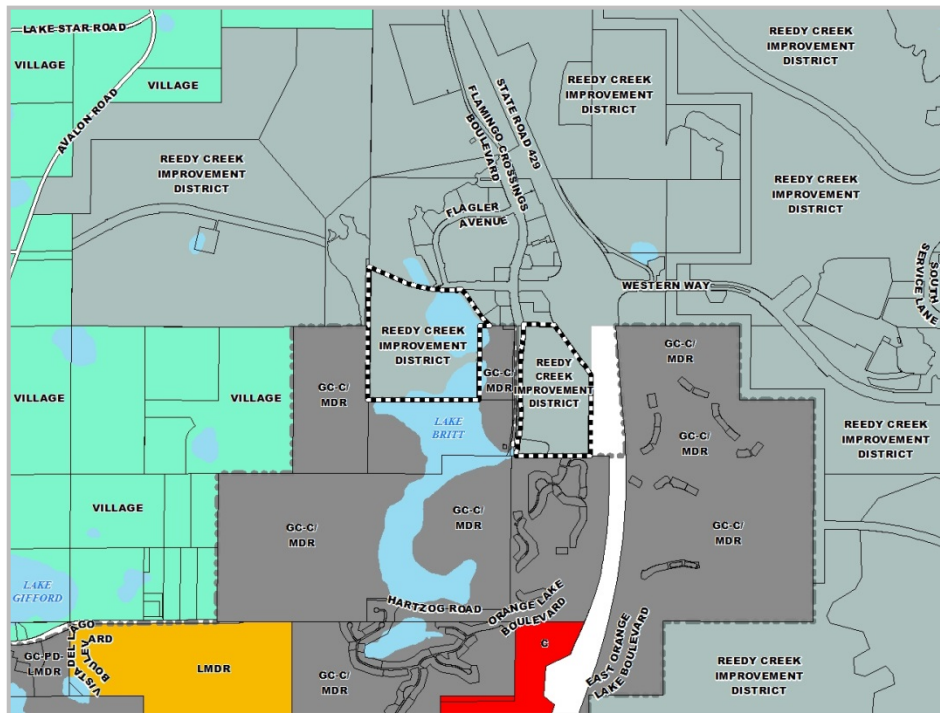 LAKE STAR ROAD
VILLAGE
VILLAGE
AVALON ROAD
REEDY CREEK
IMPROVEMENT
DISTRICT
STATE ROAD 429
FLAMINGO CROSSINGS
BOULEVARD
REEDY CREEK
IMPROVEMENT
DISTRICT
REEDY CREEK
IMPROVEMENT
DISTRICT
REEDY CREEK
IMPROVEMENT
DISTRICT
FLAGLER
AVENUE
WESTERN WAY
SOUTH
SERVICE LANE
REEDY CREEK
IMPROVEMENT
DISTRICT
GC-C/
MDR
REEDY
CREEK
IMPROVEMENT
DISTRICT
GC-C/
MDR
VILLAGE
VILLAGE
GC-C/
MDR
LAKE
BRITT
GC-C/
MDR
REEDY CREEK
IMPROVEMENT
DISTRICT
VILLAGE
GC-C/
MDR
GC-C/
MDR
GC-C/
MDR
LAKE
GIFFORD
HARTZOG ROAD
ORANGE LAKE
BOULEVARD
VISTA DEL LAGO
BOULEVARD
GC-PD-
LMDR
LMDR
GC-C/
MDR
C
EAST ORANGE
LAKE BOULEVARD
REEDY CREEK
IMPROVEMENT
DISTRICT